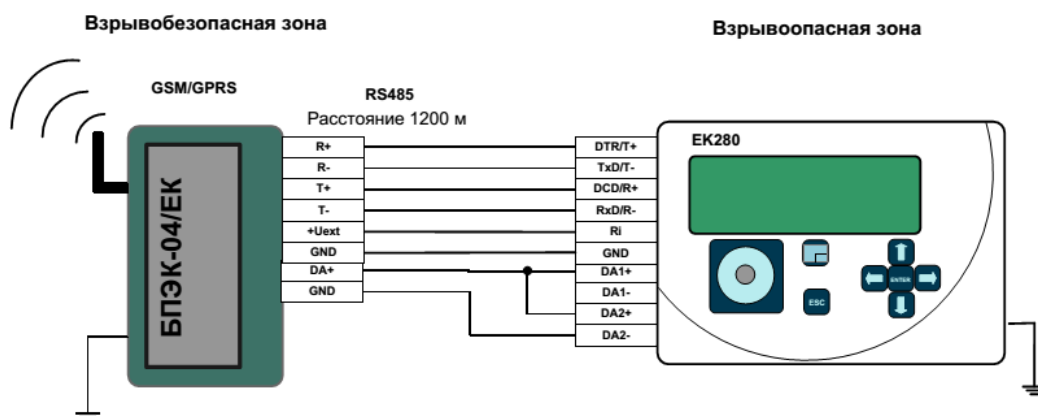 Взрывобезопасная зона
Взрывоопасная зона
GSM/GPRS
RS485
Расстояние 1200 м
БПЭК-04/ЕК
R+
R-
T+
T-
+Uext
GND
DA+
GND
DTR/T+
TxD/T-
DCD/R+
RxD/R-
Ri
GND
DA1+
DA1-
DA2+
DA2-
EK280
ENTER
ESC